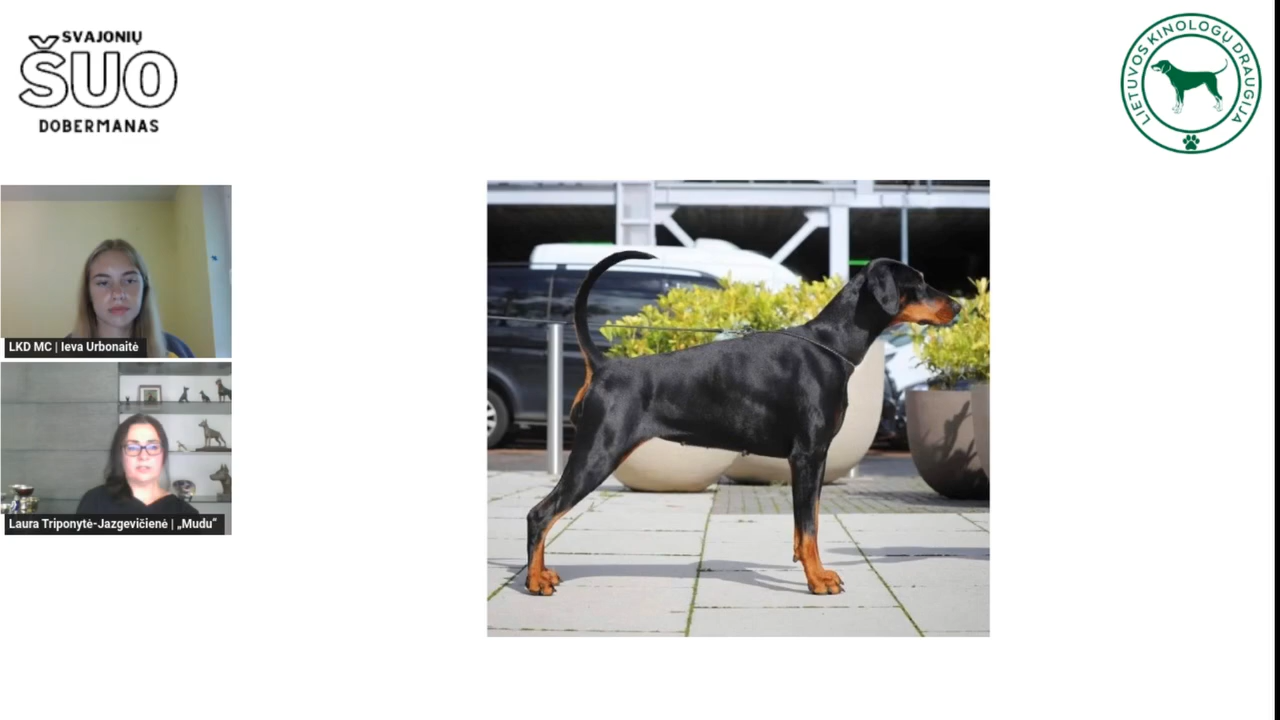 SVAJONIŲ
ŠUO
DOBERMANAS
LIETUVOS KINOLOGŲ DRAUGIJA
LKD MC | Ieva Urbonaitė
Laura Triponytė-Jazgevičienė | „Mudu“